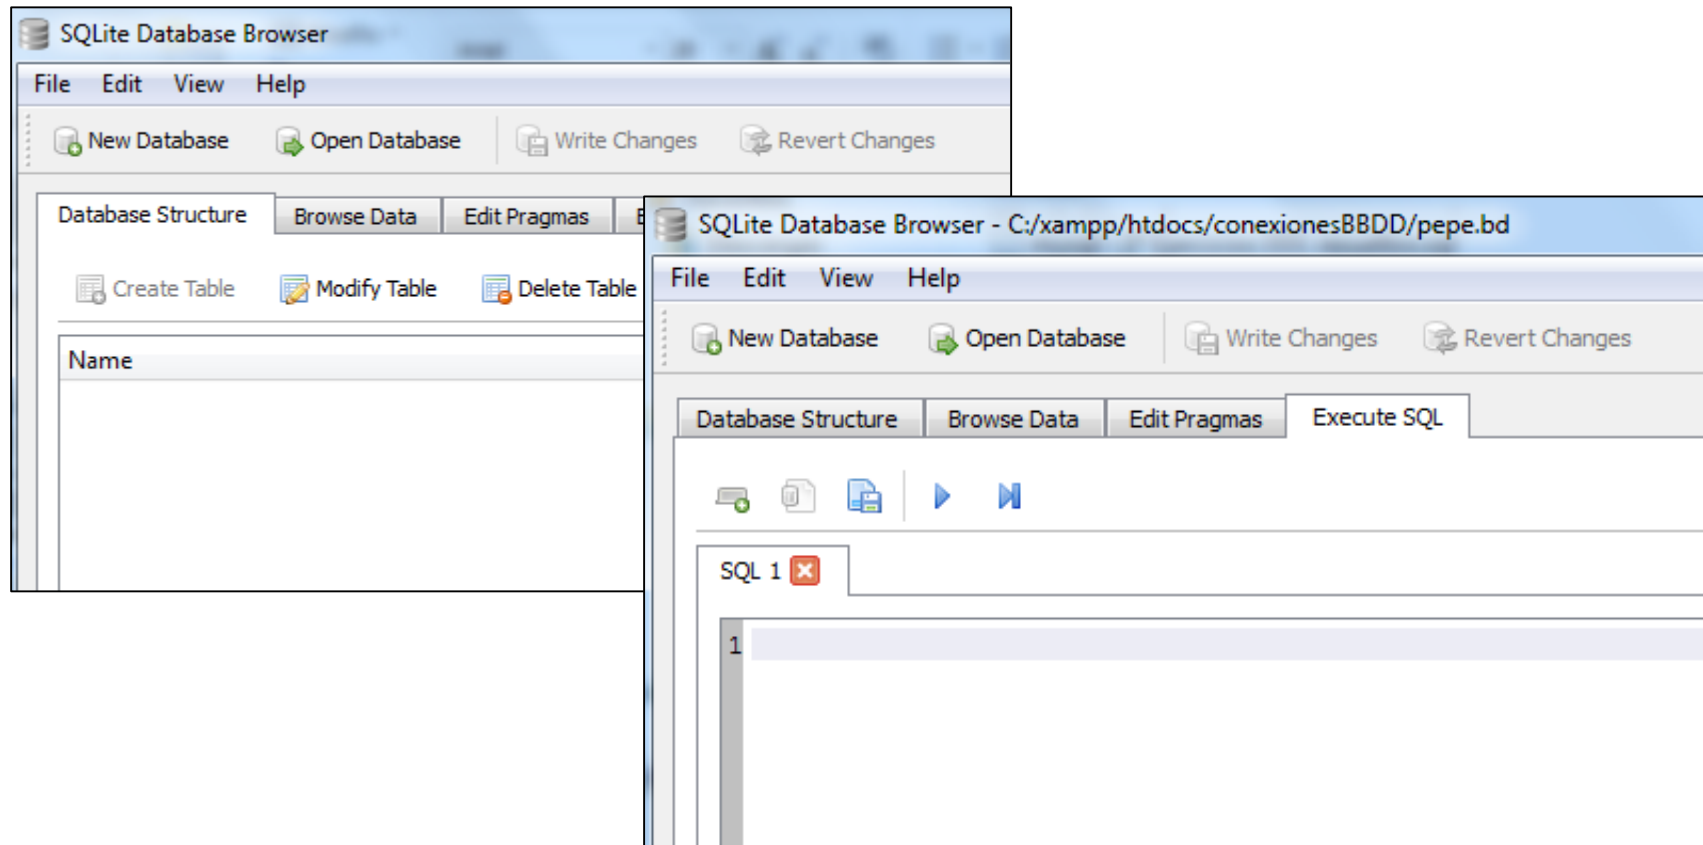 SQLite Database Browser
File Edit View Help
New Database Open Database Write Changes Revert Changes
Database Structure Browse Data Edit Pragmas
Create Table Modify Table Delete Table
Name
SQLite Database Browser - C:/xampp/htdocs/conexionesBBDD/pepe.bd
File Edit View Help
New Database Open Database Write Changes Revert Changes
Database Structure Browse Data Edit Pragmas Execute SQL
SQL 1
1